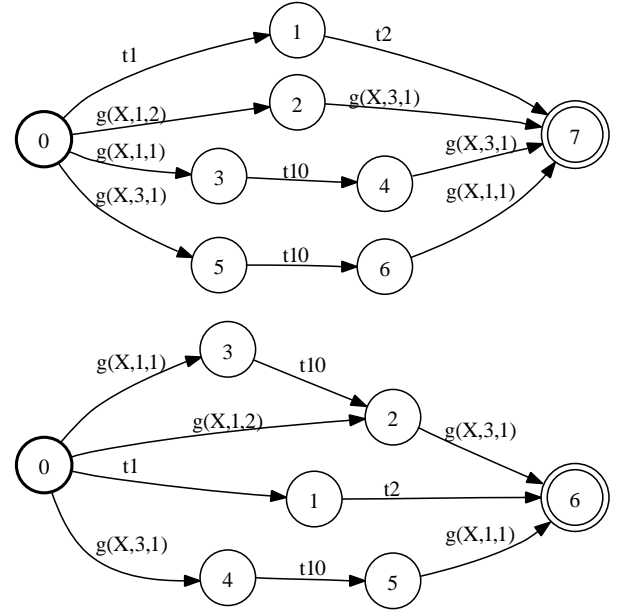 1
t1
t2
2
g(X,1,2)
g(X,3,1)
0
7
g(X,1,1)
3
t10
4
g(X,3,1)
g(X,3,1)
g(X,1,1)
5
t10
6
3
g(X,1,1)
t10
g(X,1,2)
2
g(X,3,1)
0
t1
1
t2
6
g(X,3,1)
g(X,1,1)
4
t10
5